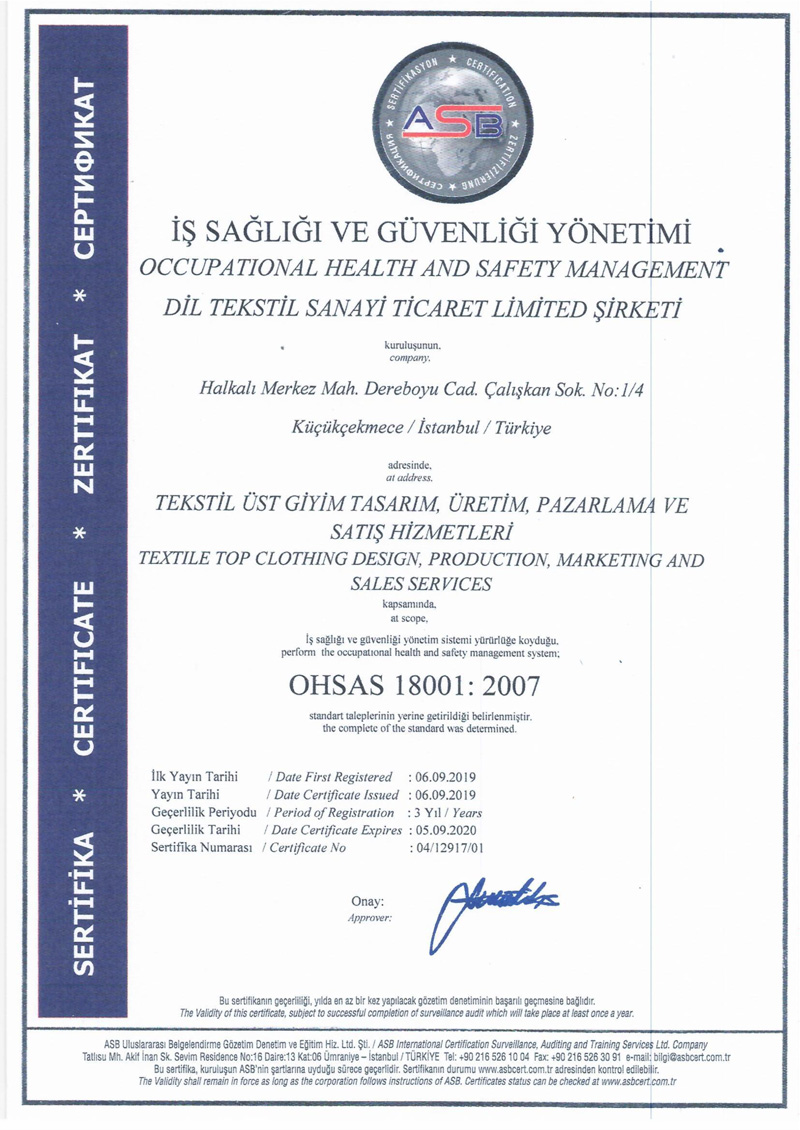 SERTİFİKA * CERTIFICATE * ZERTIFIKAT * СЕРТИФИКАТ
SERTİFİKASYON ★ CERTIFICATION ★ ZERTIFIZIERUNG ★ СЕРТИФИКАЦИЯ ★
ASB
İŞ SAĞLIĞI VE GÜVENLİĞİ YÖNETİMİ
OCCUPATIONAL HEALTH AND SAFETY MANAGEMENT
DİL TEKSTİL SANAYİ TİCARET LİMİTED ŞİRKETİ
kuruluşunun.
company.
Halkalı Merkez Mah. Dereboyu Cad. Çalışkan Sok. No:1/4
Küçükçekmece / İstanbul / Türkiye
adresinde,
at address.
TEKSTİL ÜST GİYİM TASARIM, ÜRETİM, PAZARLAMA VE
SATIŞ HİZMETLERİ
TEXTILE TOP CLOTHING DESIGN, PRODUCTION, MARKETING AND
SALES SERVICES
kapsamında,
at scope,
İş sağlığı ve güvenliği yönetim sistemi yürürlüğe koyduğu.
perform the occupational health and safety management system;
OHSAS 18001: 2007
standart taleplerinin yerine getirildiği belirlenmiştir.
the complete of the standard was determined.
İlk Yayın Tarihi / Date First Registered : 06.09.2019
Yayın Tarihi / Date Certificate Issued : 06.09.2019
Geçerlilik Periyodu / Period of Registration : 3 Yıl / Years
Geçerlilik Tarihi / Date Certificate Expires : 05.09.2020
Sertifika Numarası / Certificate No : 04/12917/01
Onay:
Approver:
Bu sertifikanın geçerliliği, yılda en az bir kez yapılacak gözetim denetiminin başarılı geçmesine bağlıdır.
The Validity of this certificate, subject to successful completion of surveillance audit which will take place at least once a year.
ASB Uluslararası Belgelendirme Gözetim Denetim ve Eğitim Hiz. Ltd. Şti. / ASB International Certification Surveillance, Auditing and Training Services Ltd. Company
Tatlısu Mh. Akif İnan Sk. Sevim Residence No:16 Daire:13 Kat:06 Ümraniye – İstanbul / TÜRKİYE Tel: +90 216 526 10 04 Fax: +90 216 526 30 91 e-mail: bilgi@asbcert.com.tr
Bu sertifika, kuruluşun ASB'nin şartlarına uyduğu sürece geçerlidir. Sertifikanın durumu www.asbcert.com.tr adresinden kontrol edilebilir.
The Validity shall remain in force as long as the corporation follows instructions of ASB. Certificates status can be checked at www.asbcert.com.tr